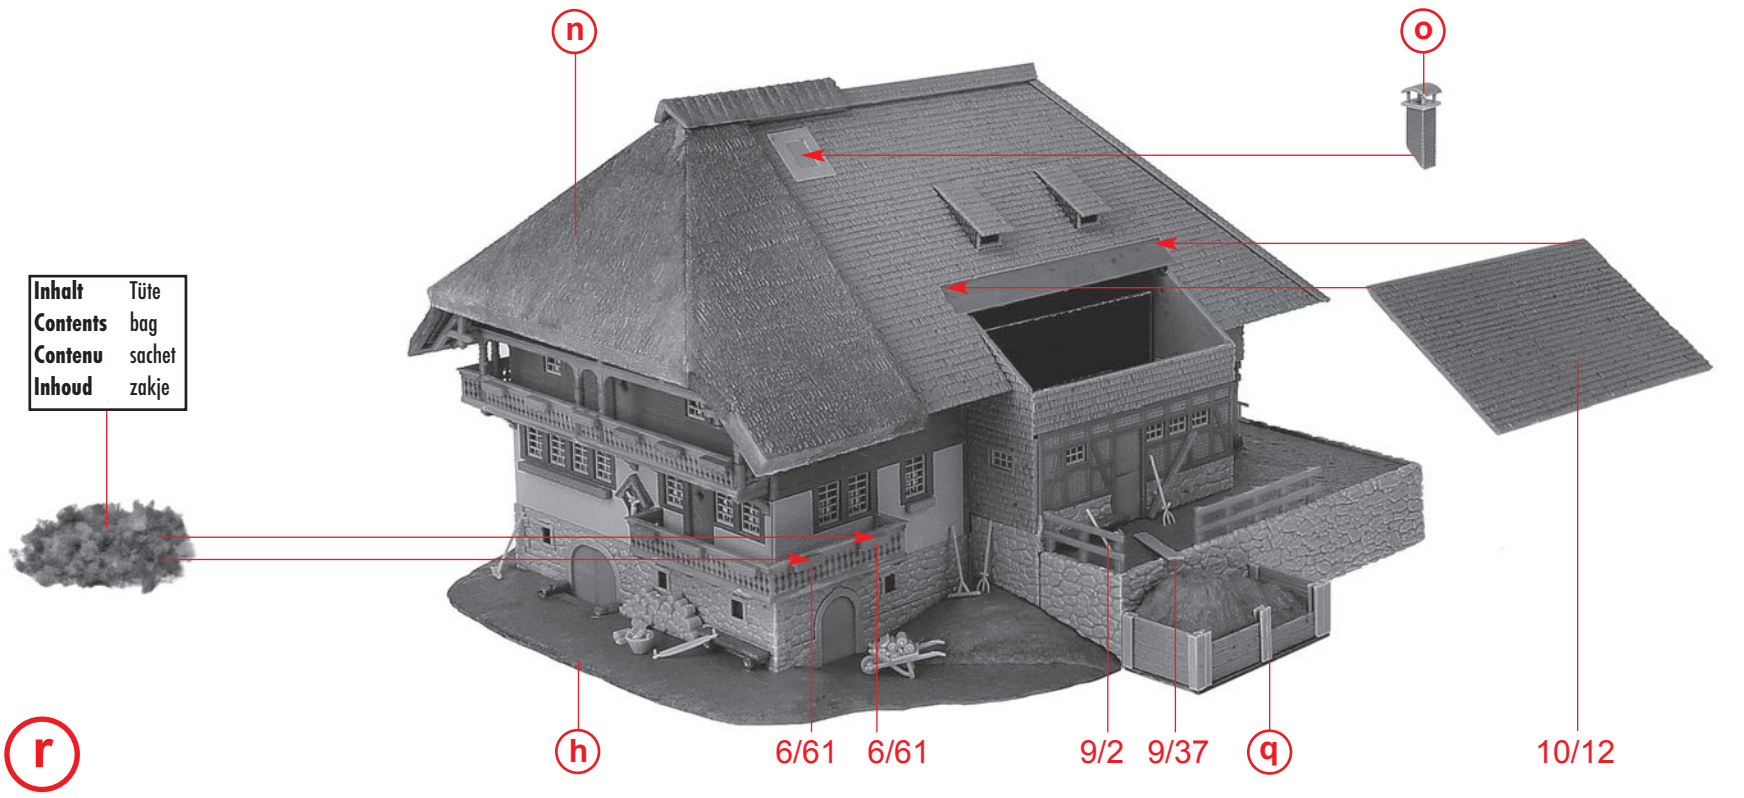 n
o
Inhalt Tüte
Contents bag
Contenu sachet
Inhoud zakje
r
h
6/61
6/61
9/2
9/37
q
10/12